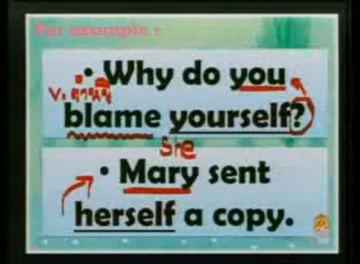 For example :
• Why do you
blame yourself?
She
• Mary sent
herself a copy.